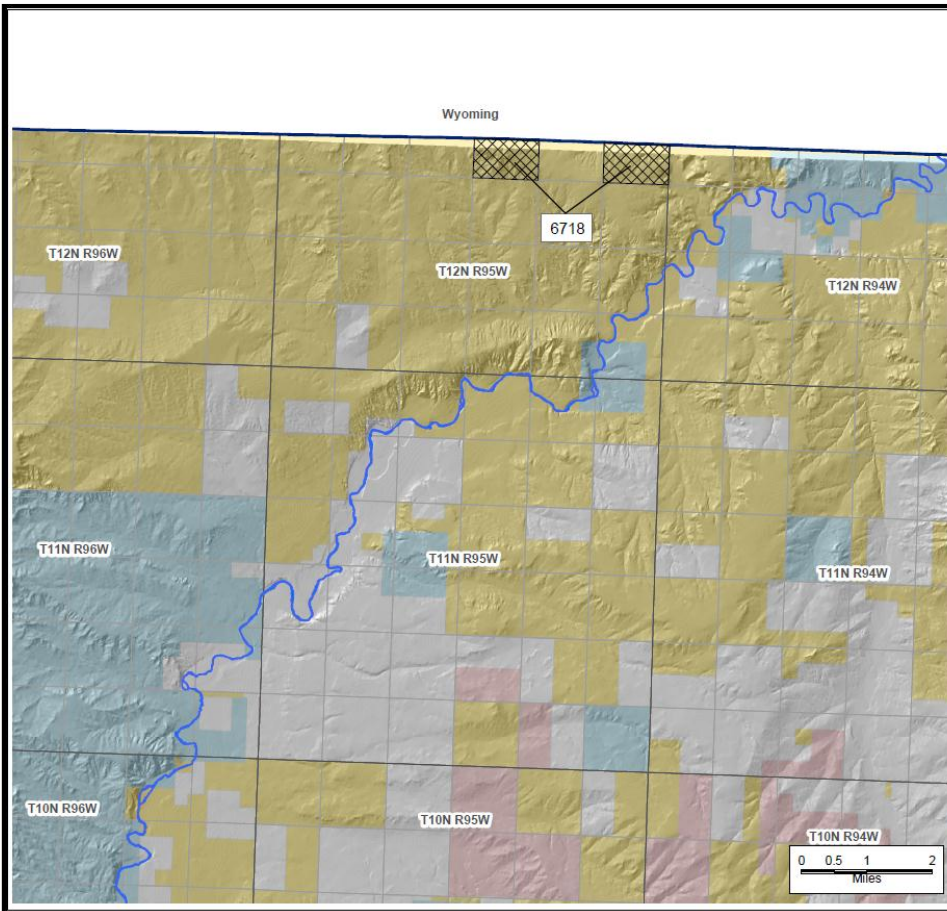 Wyoming
6718
T12N R96W
T12N R95W
T12N R94W
T11N R96W
T11N R95W
T11N R94W
T10N R96W
T10N R95W
T10N R94W
0 0.5 1 2
Miles